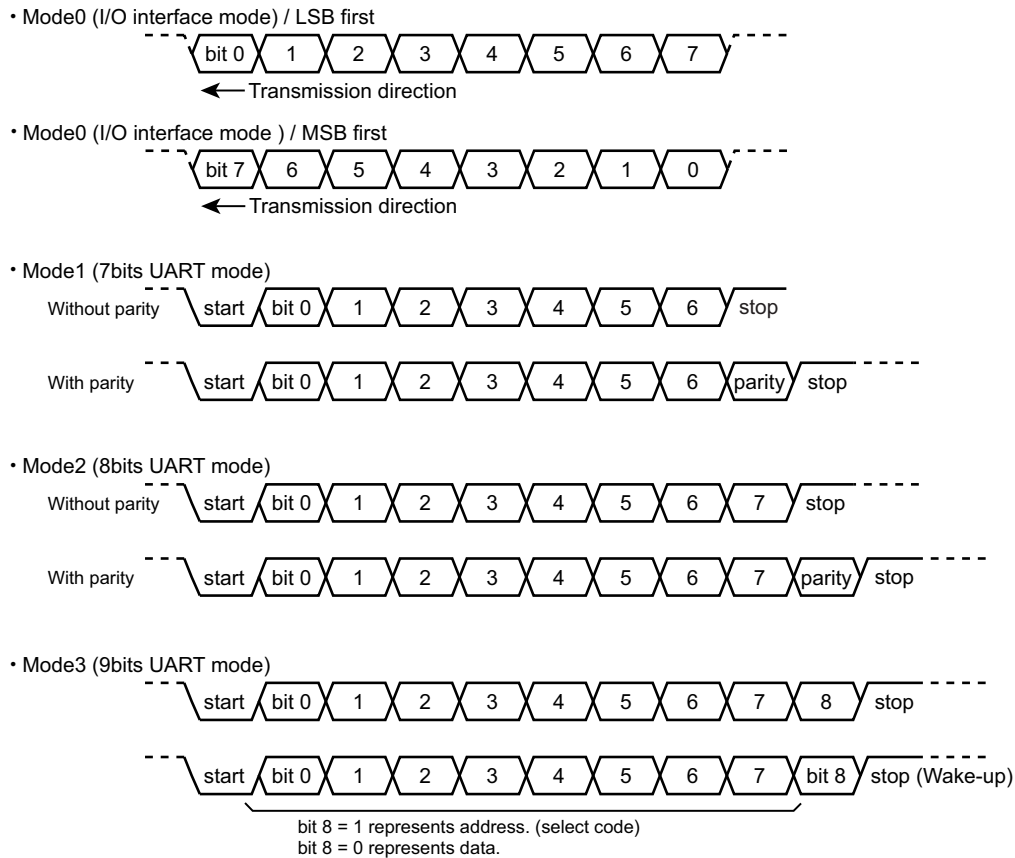 ・Mode0 (I/O interface mode) / LSB first
bit 0 1 2 3 4 5 6 7
Transmission direction
・Mode0 (I/O interface mode ) / MSB first
bit 7 6 5 4 3 2 1 0
Transmission direction
・Mode1 (7bits UART mode)
Without parity start bit 0 1 2 3 4 5 6 stop
With parity start bit 0 1 2 3 4 5 6 parity stop
・Mode2 (8bits UART mode)
Without parity start bit 0 1 2 3 4 5 6 7 stop
With parity start bit 0 1 2 3 4 5 6 7 parity stop
・Mode3 (9bits UART mode)
start bit 0 1 2 3 4 5 6 7 8 stop
start bit 0 1 2 3 4 5 6 7 bit 8 stop (Wake-up)
bit 8 = 1 represents address. (select code)
bit 8 = 0 represents data.